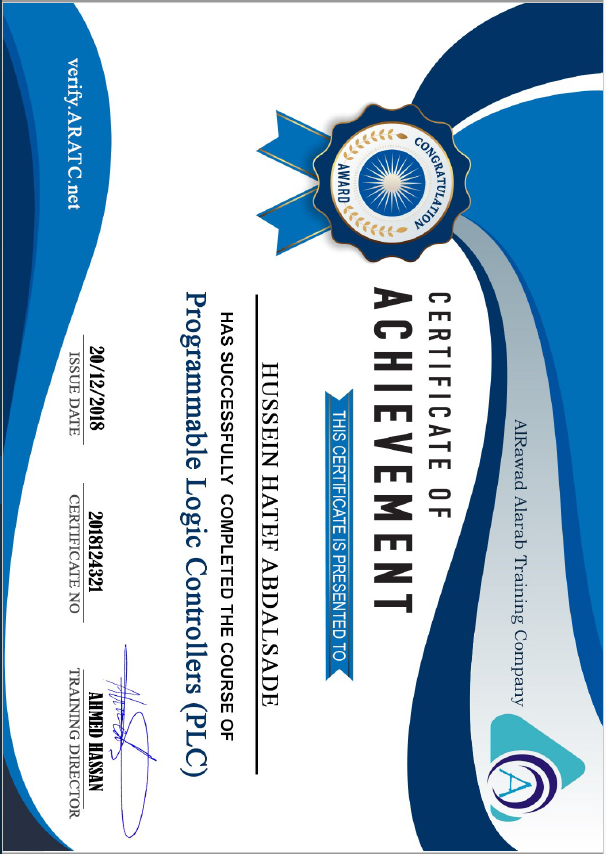 AlRawad Alarab Training Company
A
CONGRATULATION
AWARD
CERTIFICATE OF
ACHIEVEMENT
THIS CERTIFICATE IS PRESENTED TO
HUSSEIN HATEF ABDALSADE
HAS SUCCESSFULLY COMPLETED THE COURSE OF
Programmable Logic Controllers (PLC)
20/12/2018
ISSUE DATE
2018124321
CERTIFICATE NO
AHMED HASSAN
TRAINING DIRECTOR
verify.ARATC.net